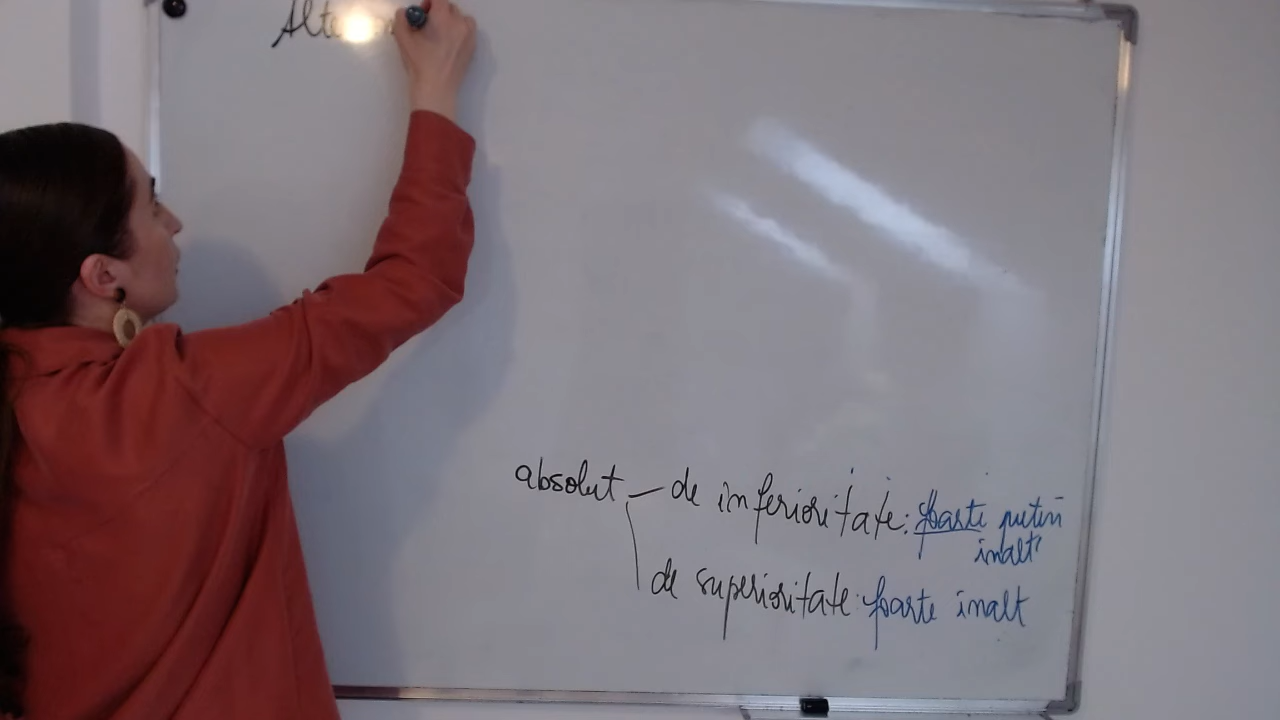 absolut — de inferioritate: foarte puțin
înalt
de superioritate: foarte înalt